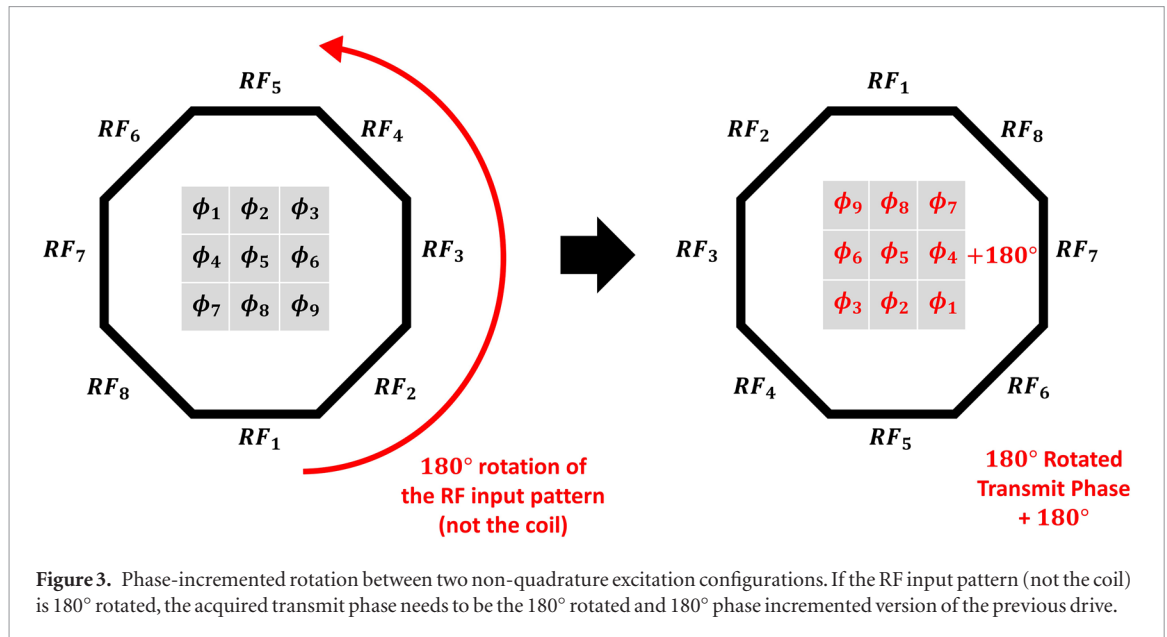 RF₅
RF₆ RF₄
ϕ₁ ϕ₂ ϕ₃
RF₇ ϕ₄ ϕ₅ ϕ₆ RF₃
ϕ₇ ϕ₈ ϕ₉
RF₈ RF₂
RF₁
180° rotation of
the RF input pattern
(not the coil)
RF₁
RF₂ RF₈
ϕ₉ ϕ₈ ϕ₇
RF₃ ϕ₆ ϕ₅ ϕ₄ +180° RF₇
ϕ₃ ϕ₂ ϕ₁
RF₄ RF₆
RF₅
180° Rotated
Transmit Phase
+ 180°
Figure 3. Phase-incremented rotation between two non-quadrature excitation configurations. If the RF input pattern (not the coil)
is 180° rotated, the acquired transmit phase needs to be the 180° rotated and 180° phase incremented version of the previous drive.